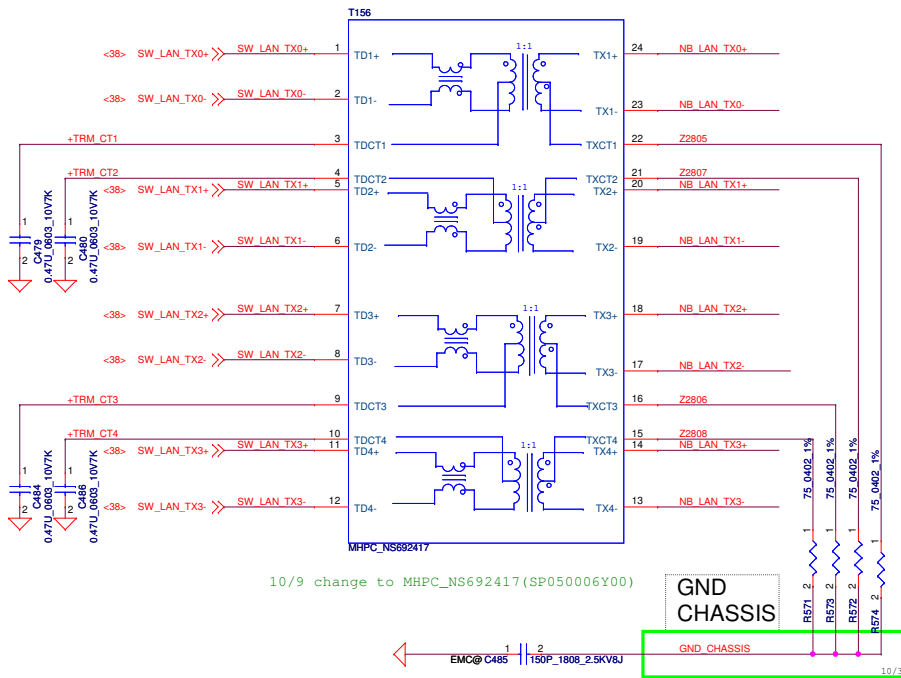 T156
<38> SW_LAN_TX0+ SW_LAN_TX0+ 1 TD1+ 1:1 TX1+ 24 NB_LAN_TX0+
<38> SW_LAN_TX0- SW_LAN_TX0- 2 TD1- TX1- 23 NB_LAN_TX0-
+TRM_CT1 3 TDCT1 TXCT1 22 Z2805
+TRM_CT2 4 TDCT2 TXCT2 21 Z2807
<38> SW_LAN_TX1+ SW_LAN_TX1+ 5 TD2+ 1:1 TX2+ 20 NB_LAN_TX1+
<38> SW_LAN_TX1- SW_LAN_TX1- 6 TD2- TX2- 19 NB_LAN_TX1-
1 2 C479 0.47U_0603_10V7K
1 2 C480 0.47U_0603_10V7K
<38> SW_LAN_TX2+ SW_LAN_TX2+ 7 TD3+ 1:1 TX3+ 18 NB_LAN_TX2+
<38> SW_LAN_TX2- SW_LAN_TX2- 8 TD3- TX3- 17 NB_LAN_TX2-
+TRM_CT3 9 TDCT3 TXCT3 16 Z2806
+TRM_CT4 10 TDCT4 TXCT4 15 Z2808
<38> SW_LAN_TX3+ SW_LAN_TX3+ 11 TD4+ 1:1 TX4+ 14 NB_LAN_TX3+
<38> SW_LAN_TX3- SW_LAN_TX3- 12 TD4- TX4- 13 NB_LAN_TX3-
1 2 C484 0.47U_0603_10V7K
1 2 C486 0.47U_0603_10V7K
MHPC_NS692417
75_0402_1% 1 2 R571
75_0402_1% 1 2 R573
75_0402_1% 1 2 R572
75_0402_1% 1 2 R574
10/9 change to MHPC_NS692417(SP050006Y00)
GND
CHASSIS
GND_CHASSIS
EMC@ C485 1 2 150P_1808_2.5KV8J
10/3